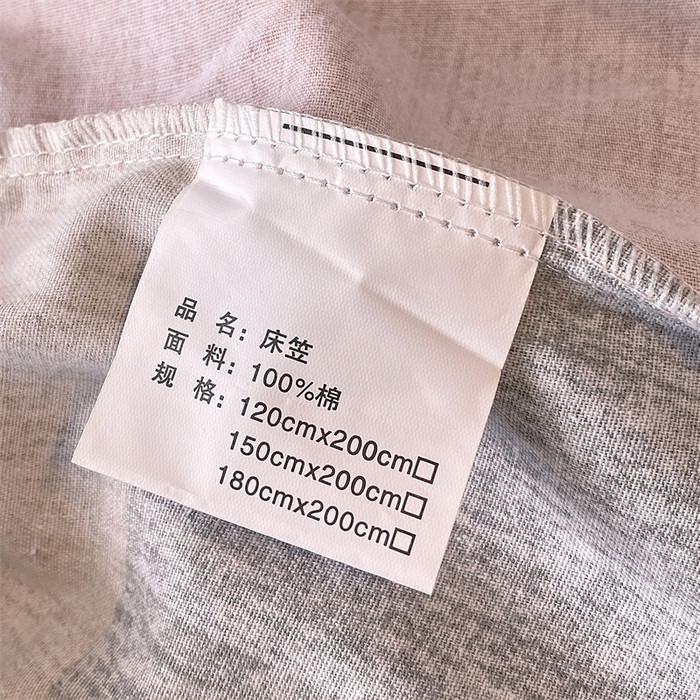 品 名: 床笠
面 料: 100%棉
规 格: 120cmx200cm□
150cmx200cm□
180cmx200cm□